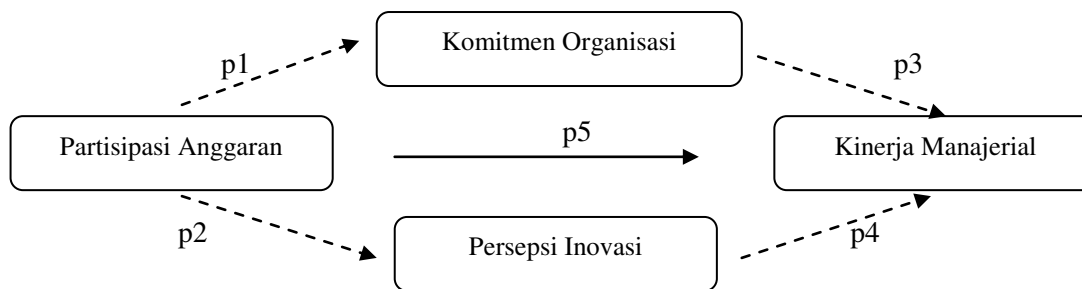 Komitmen Organisasi
p1
p3
Partisipasi Anggaran
p5
Kinerja Manajerial
p2
Persepsi Inovasi
p4